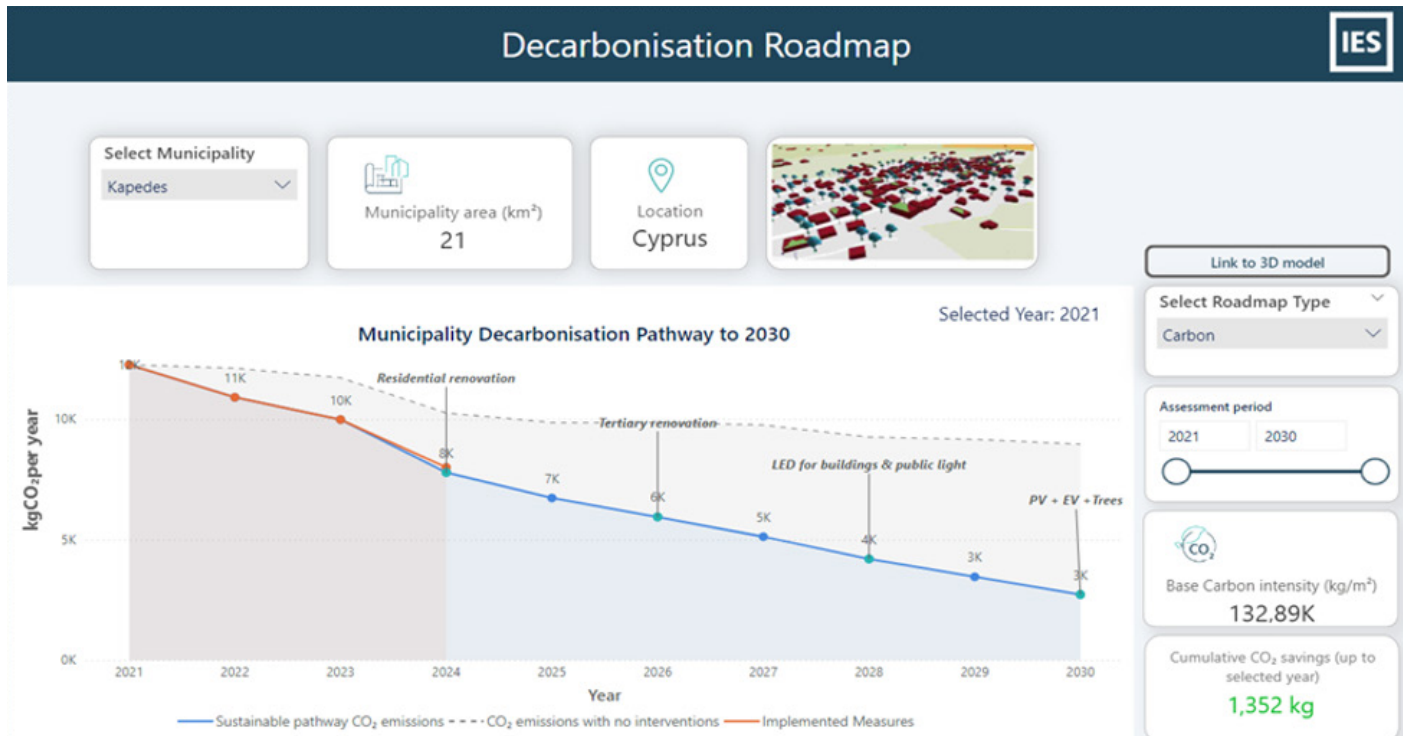 Decarbonisation Roadmap
IES
Select Municipality
Kapedes
Municipality area (km²)
21
Location
Cyprus
Link to 3D model
Select Roadmap Type
Carbon
Selected Year: 2021
Municipality Decarbonisation Pathway to 2030
kgCO₂per year
10K
5K
0K
11K
10K
8K
7K
6K
5K
4K
3K
3K
Residential renovation
Tertiary renovation
LED for buildings & public light
PV + EV +Trees
2021
2022
2023
2024
2025
2026
2027
2028
2029
2030
Year
Sustainable pathway CO₂ emissions
CO₂ emissions with no interventions
Implemented Measures
Assessment period
2021
2030
CO₂
Base Carbon intensity (kg/m²)
132,89K
Cumulative CO₂ savings (up to
selected year)
1,352 kg